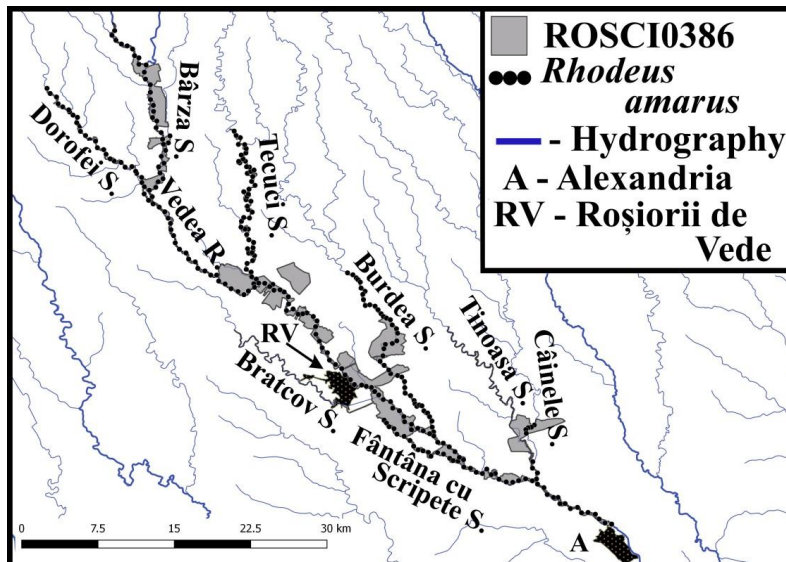 ROSCI0386
Rhodeus
amarus
- Hydrography
A - Alexandria
RV - Roșiorii de
Vede
Bârza S.
Dorofei S.
Tecuci S.
Vedea R.
Burdea S.
Tinoasa S.
Câinele S.
RV
Bratcov S.
Fântâna cu
Scripete S.
A
0 7.5 15 22.5 30 km